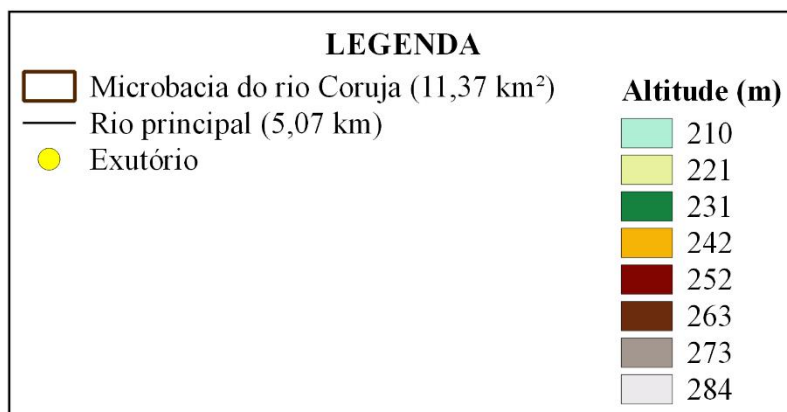 LEGENDA
Microbacia do rio Coruja (11,37 km²)
Rio principal (5,07 km)
Exutório
Altitude (m)
210
221
231
242
252
263
273
284